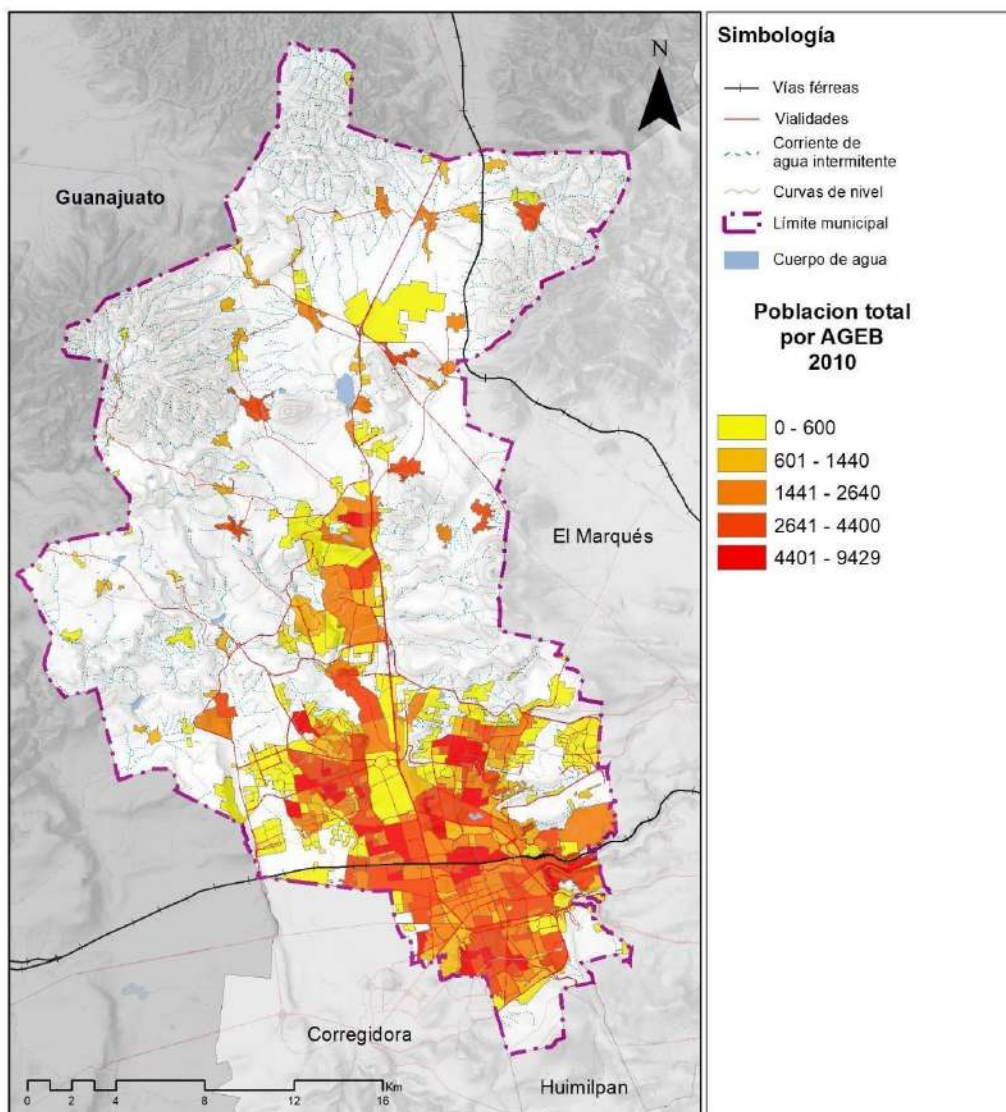 N
Guanajuato
El Marqués
Corregidora
Huimilpan
Km
0 2 4 8 12 16
Simbología
Vías férreas
Vialidades
Corriente de
agua intermitente
Curvas de nivel
Límite municipal
Cuerpo de agua
Poblacion total
por AGEB
2010
0 - 600
601 - 1440
1441 - 2640
2641 - 4400
4401 - 9429